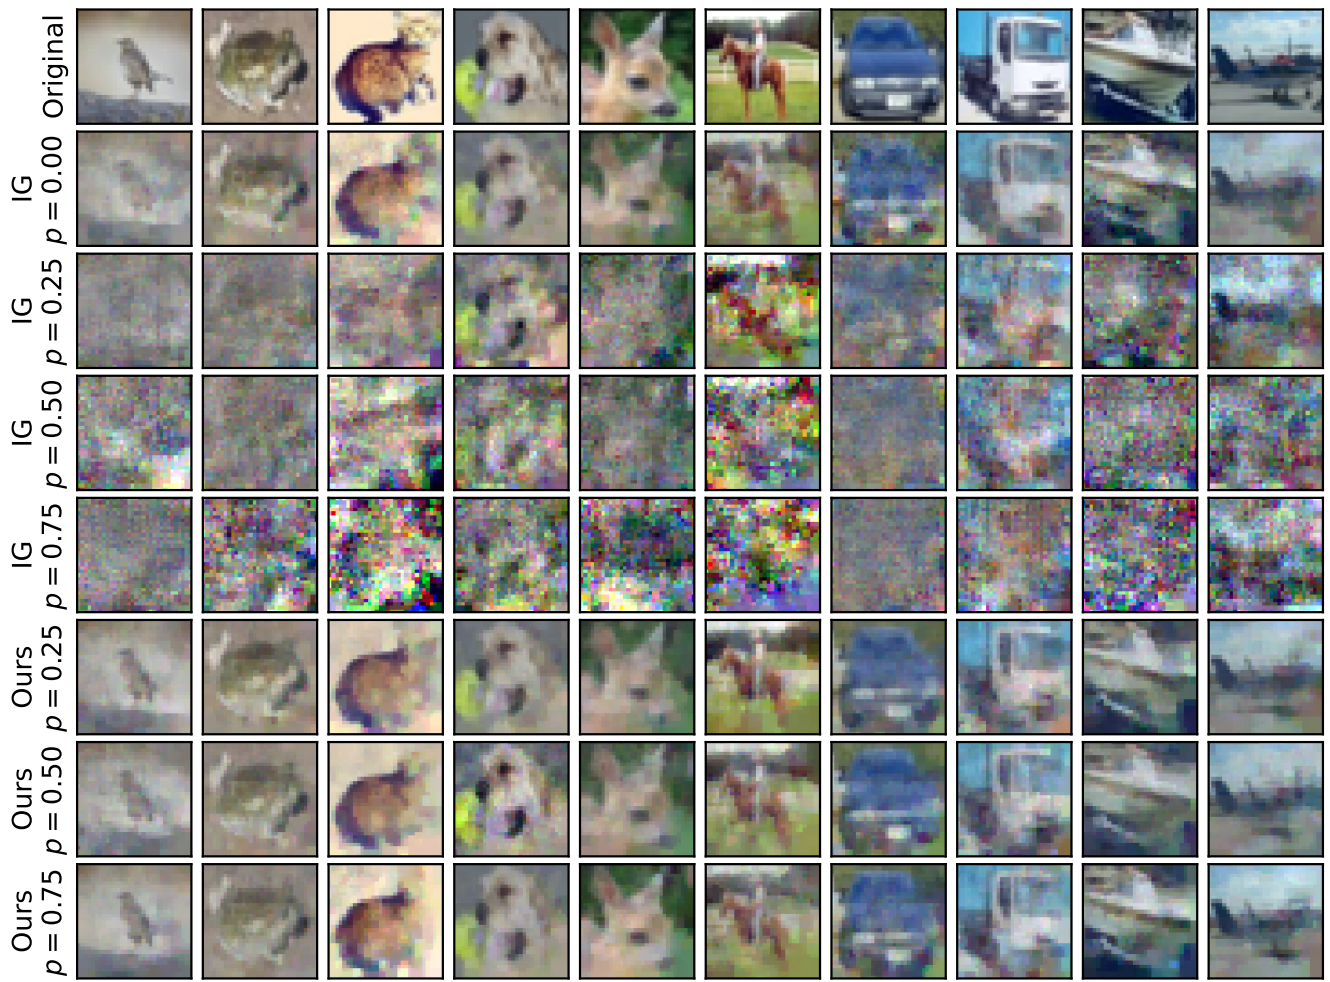 Original
IG
p = 0.00
IG
p = 0.25
IG
p = 0.50
IG
p = 0.75
Ours
p = 0.25
Ours
p = 0.50
Ours
p = 0.75